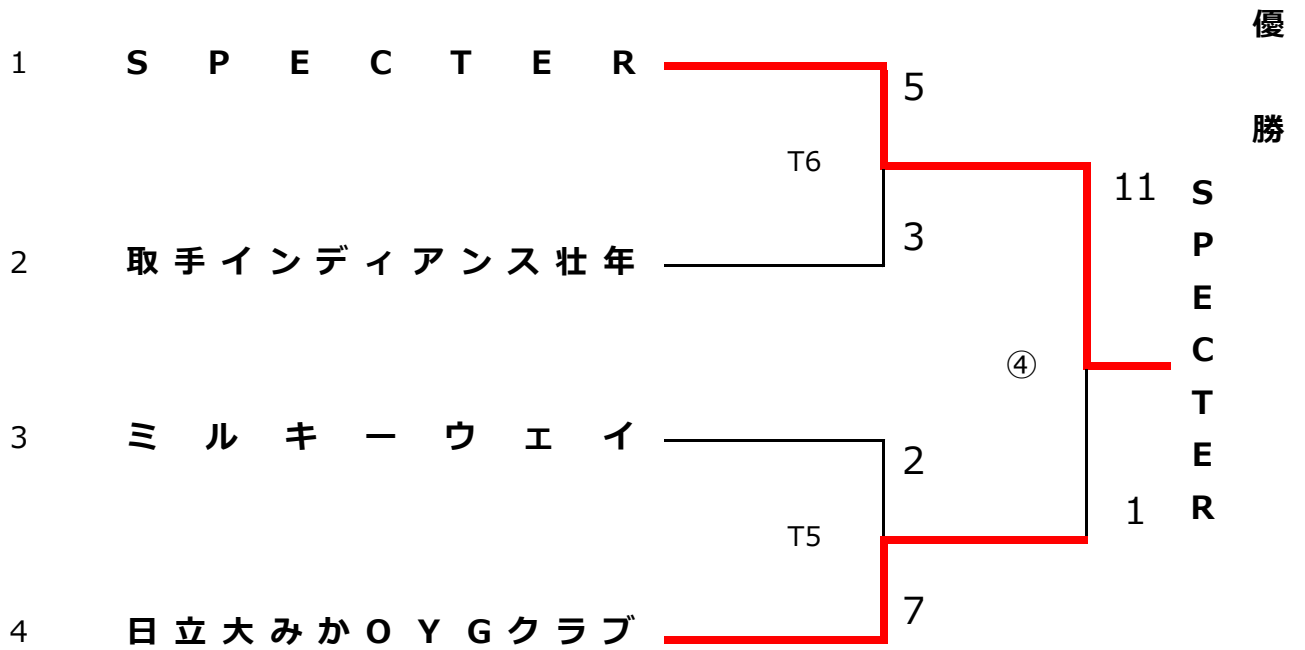 1 SPECTER
5
T6
3
2 取手インディアンス壮年
11
④
3 ミルキーウェイ
2
T5
1
7
4 日立大みかOYGクラブ
優勝
SPECTER